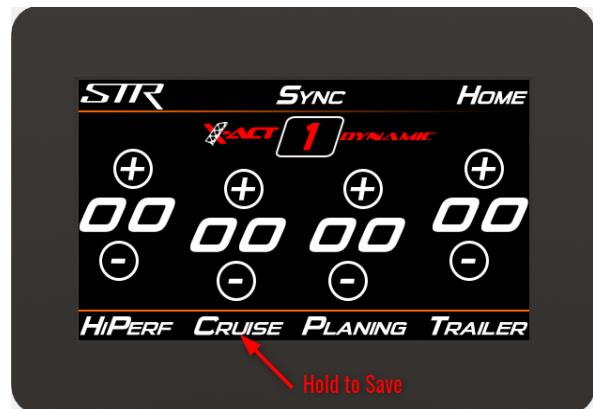 STR SYNC HOME
X-ACT 1 DYNAMIC
+ + + +
00 00 00 00
- - - -
HIPERF CRUISE PLANING TRAILER
Hold to Save